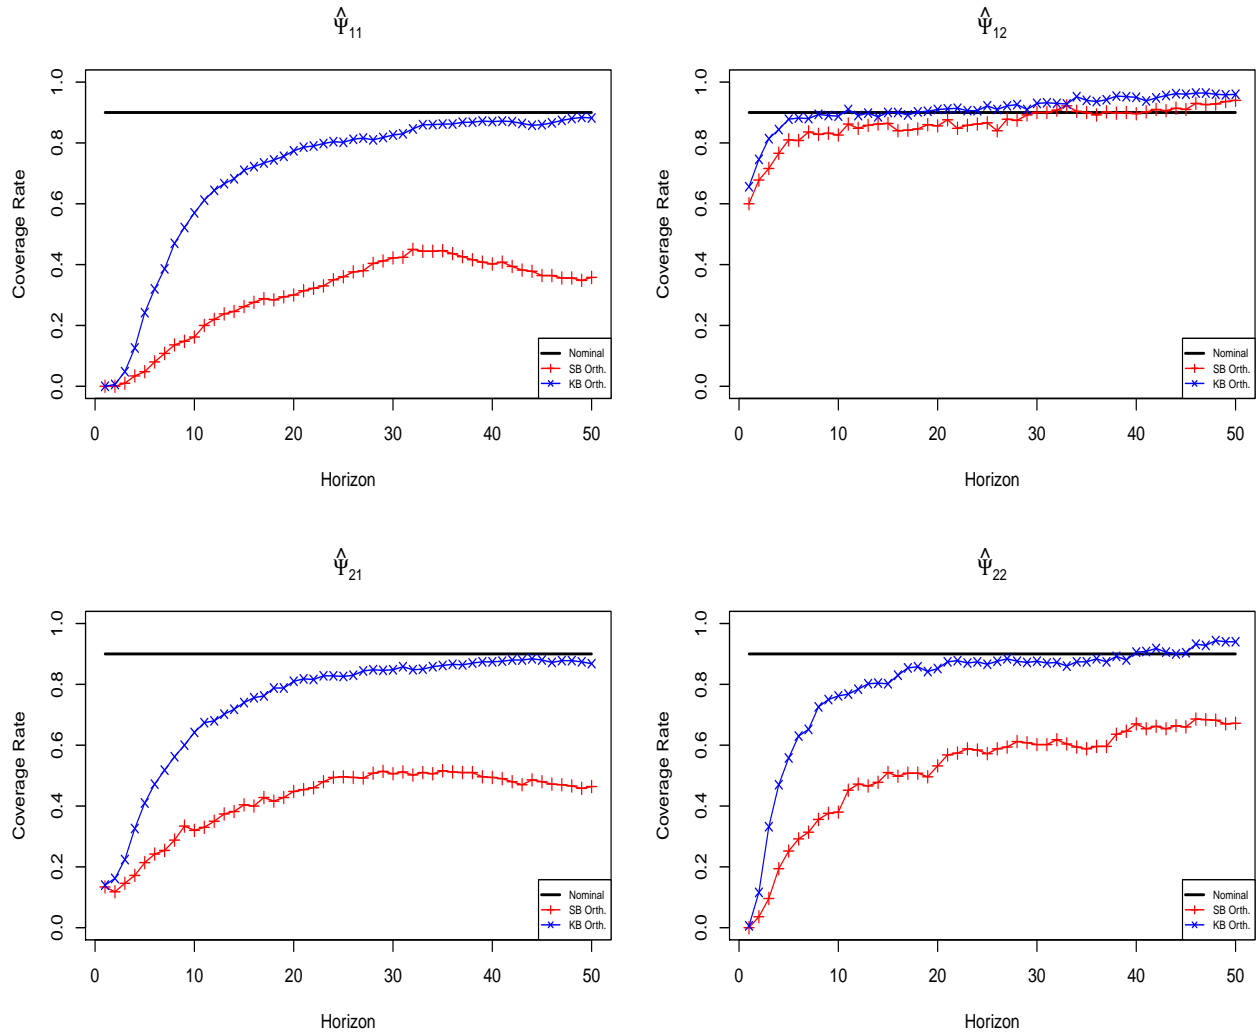 Ψ̂11
Coverage Rate
1.0
0.8
0.6
0.4
0.2
0.0
0 10 20 30 40 50
Horizon
Nominal
SB Orth.
KB Orth.
Ψ̂12
Coverage Rate
1.0
0.8
0.6
0.4
0.2
0.0
0 10 20 30 40 50
Horizon
Nominal
SB Orth.
KB Orth.
Ψ̂21
Coverage Rate
1.0
0.8
0.6
0.4
0.2
0.0
0 10 20 30 40 50
Horizon
Nominal
SB Orth.
KB Orth.
Ψ̂22
Coverage Rate
1.0
0.8
0.6
0.4
0.2
0.0
0 10 20 30 40 50
Horizon
Nominal
SB Orth.
KB Orth.